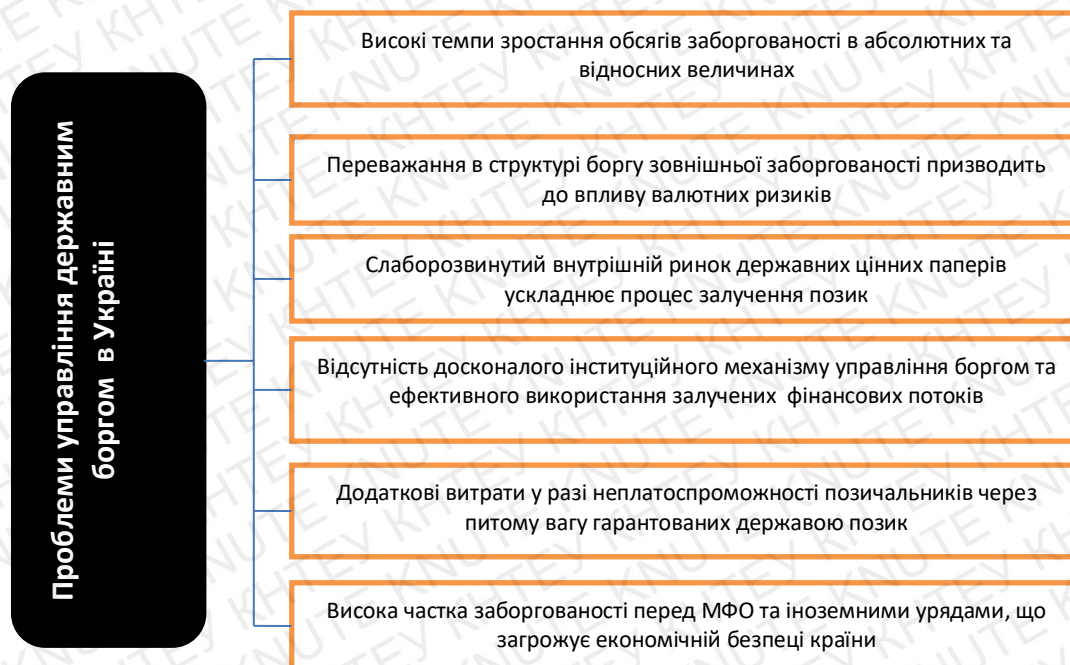 Проблеми управління державним
боргом в Україні
Високі темпи зростання обсягів заборгованості в абсолютних та
відносних величинах
Переважання в структурі боргу зовнішньої заборгованості призводить
до впливу валютних ризиків
Слаборозвинутий внутрішній ринок державних цінних паперів
ускладнює процес залучення позик
Відсутність досконалого інституційного механізму управління боргом та
ефективного використання залучених фінансових потоків
Додаткові витрати у разі неплатоспроможності позичальників через
питому вагу гарантованих державою позик
Висока частка заборгованості перед МФО та іноземними урядами, що
загрожує економічній безпеці країни